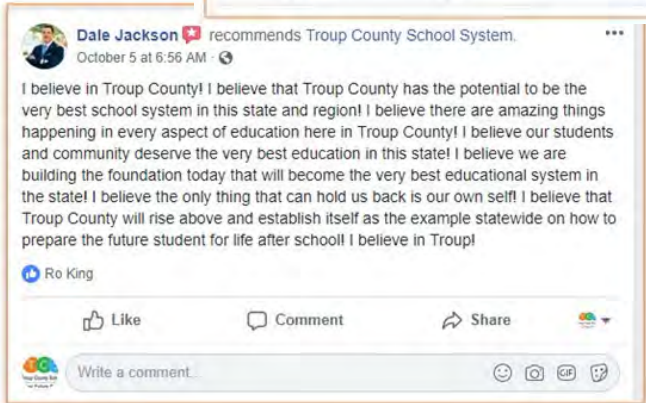 Dale Jackson recommends Troup County School System.
October 5 at 6:56 AM ·
I believe in Troup County! I believe that Troup County has the potential to be the
very best school system in this state and region! I believe there are amazing things
happening in every aspect of education here in Troup County! I believe our students
and community deserve the very best education in this state! I believe we are
building the foundation today that will become the very best educational system in
the state! I believe the only thing that can hold us back is our own self! I believe that
Troup County will rise above and establish itself as the example statewide on how to
prepare the future student for life after school! I believe in Troup!
Ro King
Like Comment Share
Write a comment...
GIF